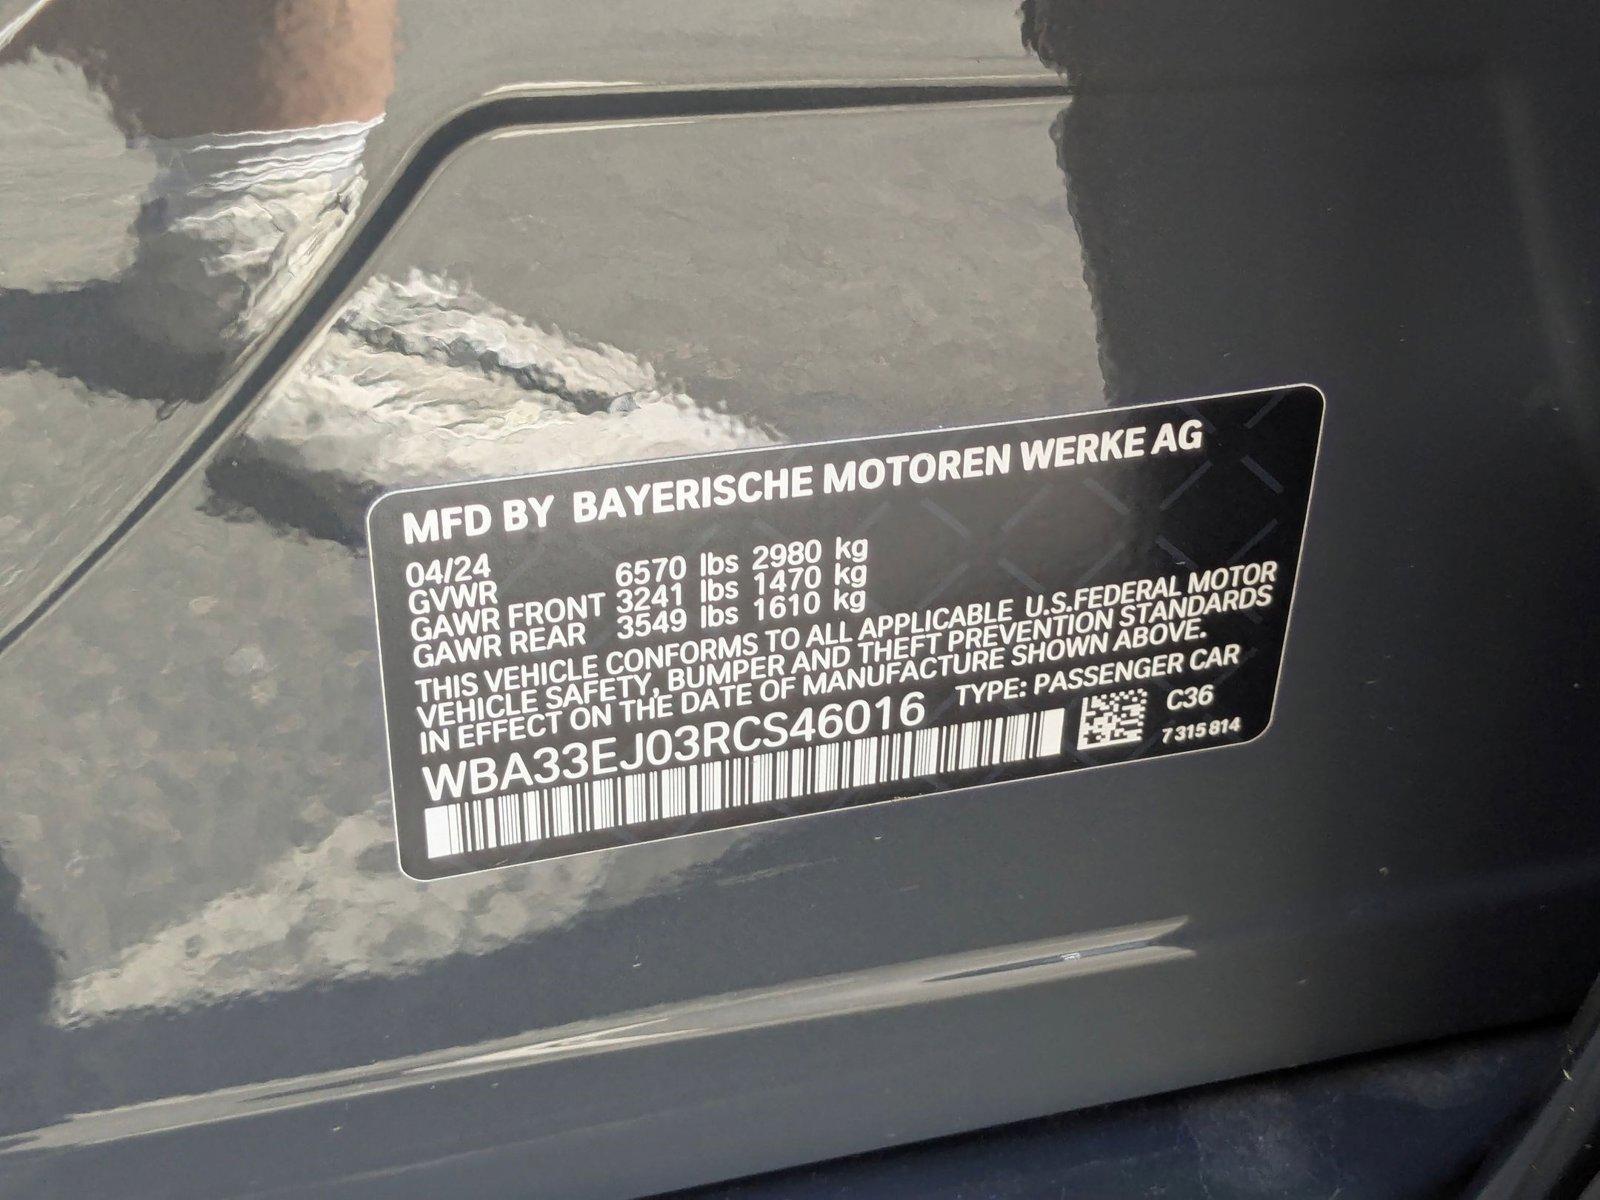 MFD BY BAYERISCHE MOTOREN WERKE AG
04/24
GVWR 6570 lbs 2980 kg
GAWR FRONT 3241 lbs 1470 kg
GAWR REAR 3549 lbs 1610 kg
THIS VEHICLE CONFORMS TO ALL APPLICABLE U.S.FEDERAL MOTOR
VEHICLE SAFETY, BUMPER AND THEFT PREVENTION STANDARDS
IN EFFECT ON THE DATE OF MANUFACTURE SHOWN ABOVE.
WBA33EJ03RCS46016 TYPE: PASSENGER CAR
C36
7 315 814